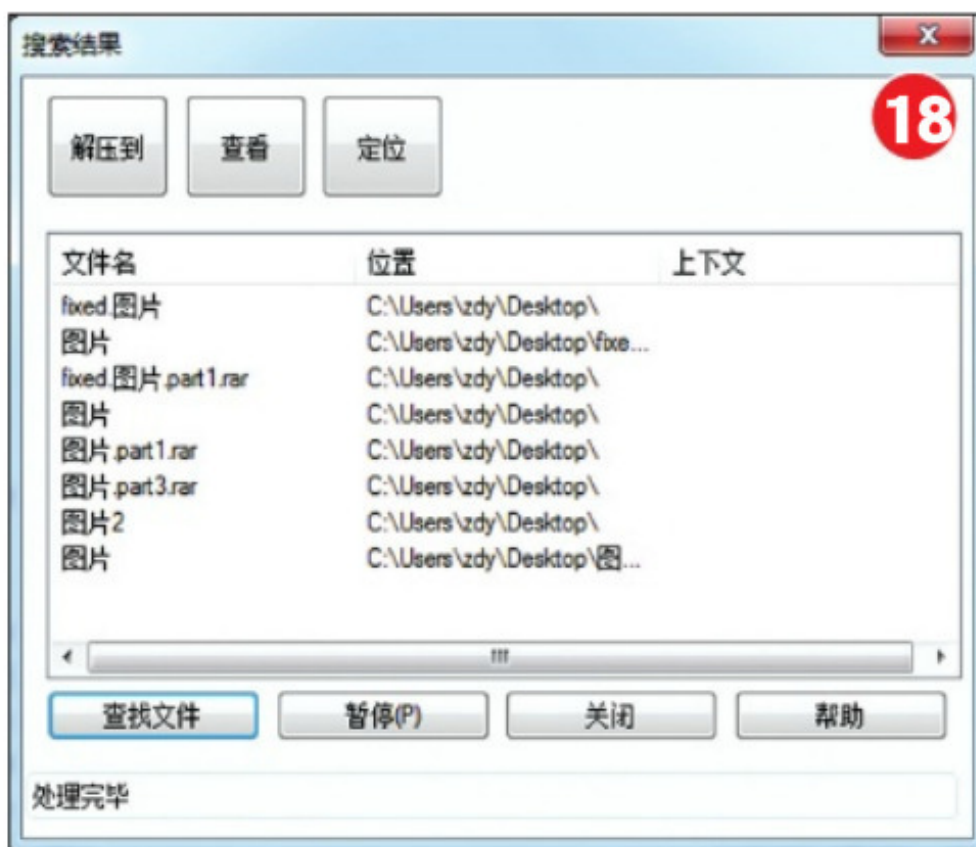 搜索结果
18
解压到 查看 定位
文件名 位置 上下文
fixed.图片 C:\Users\zdy\Desktop\
图片 C:\Users\zdy\Desktop\fixe...
fixed.图片.part1.rar C:\Users\zdy\Desktop\
图片 C:\Users\zdy\Desktop\
图片.part1.rar C:\Users\zdy\Desktop\
图片.part3.rar C:\Users\zdy\Desktop\
图片2 C:\Users\zdy\Desktop\
图片 C:\Users\zdy\Desktop\图...
查找文件 暂停(P) 关闭 帮助
处理完毕